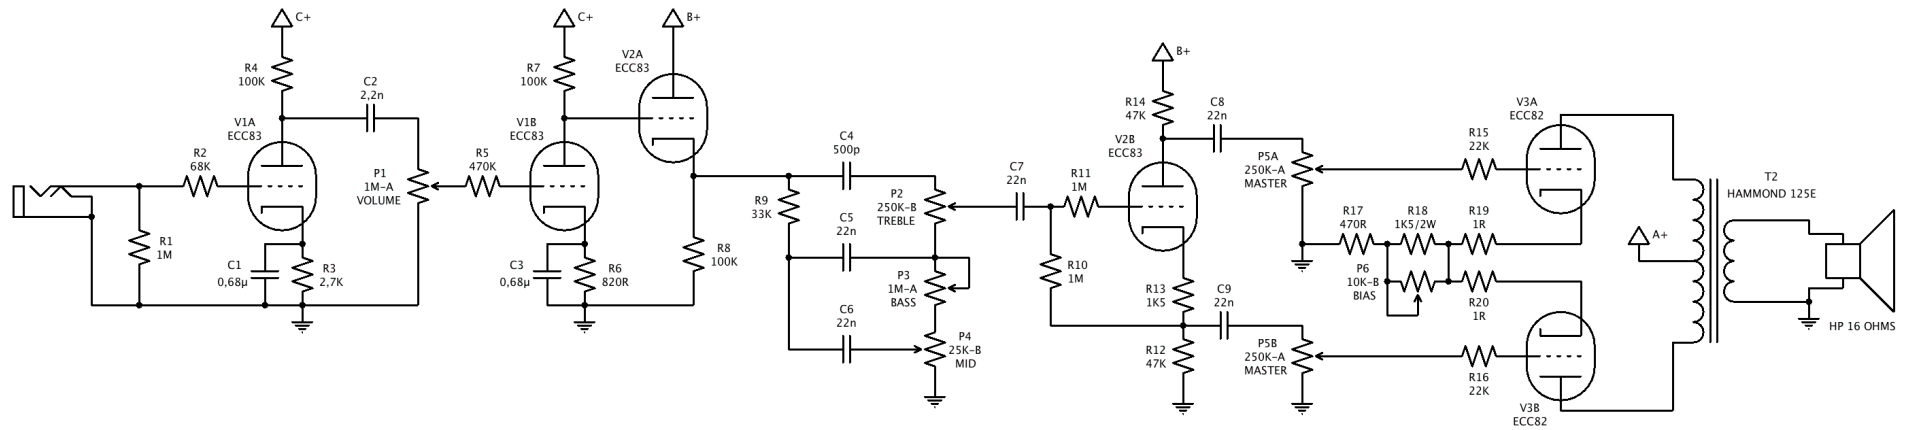 C+
R4
100K
C2
2,2n
V1A
ECC83
R2
68K
R1
1M
C1
0,68µ
R3
2,7K
P1
1M-A
VOLUME
C+
R7
100K
B+
V2A
ECC83
V1B
ECC83
R5
470K
C3
0,68µ
R6
820R
R8
100K
R9
33K
C4
500p
P2
250K-B
TREBLE
C5
22n
P3
1M-A
BASS
C6
22n
P4
25K-B
MID
C7
22n
R11
1M
R10
1M
B+
R14
47K
V2B
ECC83
C8
22n
R13
1K5
C9
22n
R12
47K
P5A
250K-A
MASTER
P5B
250K-A
MASTER
R15
22K
V3A
ECC82
R17
470R
R18
1K5/2W
R19
1R
P6
10K-B
BIAS
R20
1R
R16
22K
V3B
ECC82
A+
T2
HAMMOND 125E
HP 16 OHMS